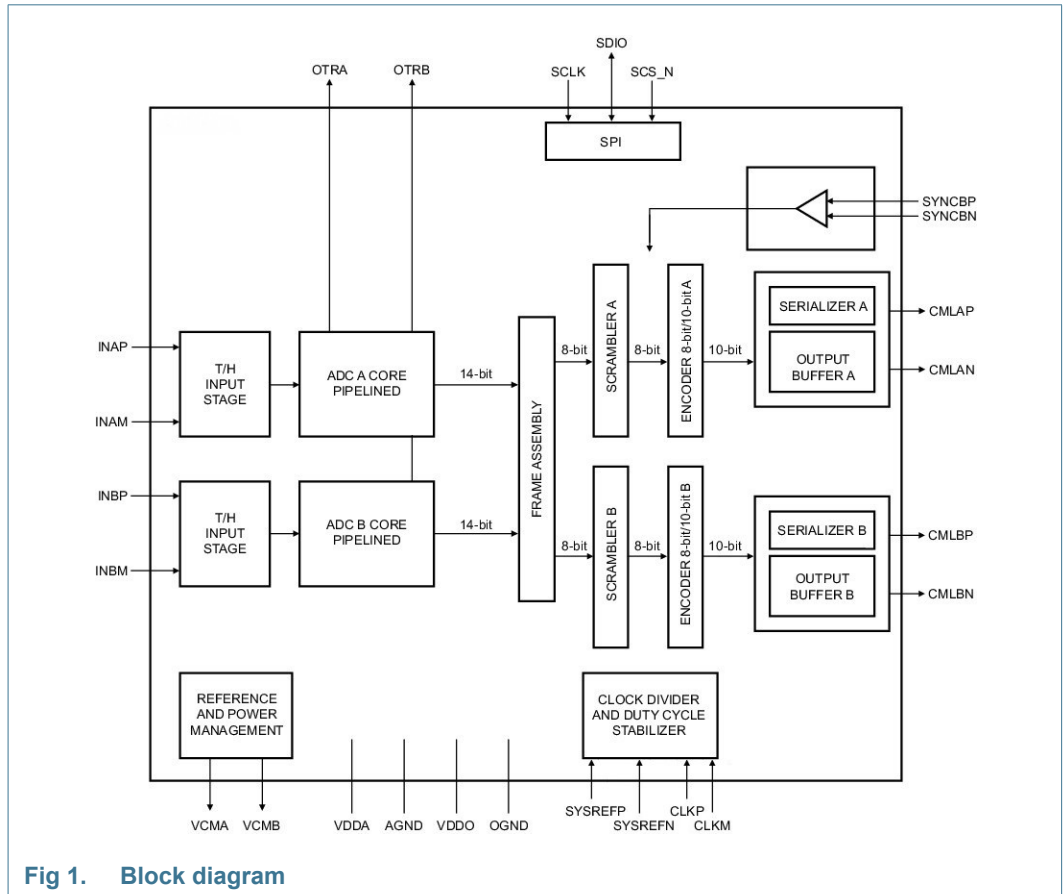 SDIO
OTRA
OTRB
SCLK
SCS_N
SPI
SYNCBP
SYNCBN
INAP
INAM
T/H
INPUT
STAGE
ADC A CORE
PIPELINED
14-bit
INBP
INBM
T/H
INPUT
STAGE
ADC B CORE
PIPELINED
14-bit
FRAME ASSEMBLY
8-bit
SCRAMBLER A
8-bit
ENCODER 8-bit/10-bit A
10-bit
SERIALIZER A
OUTPUT
BUFFER A
CMLAP
CMLAN
8-bit
SCRAMBLER B
8-bit
ENCODER 8-bit/10-bit B
10-bit
SERIALIZER B
OUTPUT
BUFFER B
CMLBP
CMLBN
REFERENCE
AND POWER
MANAGEMENT
CLOCK DIVIDER
AND DUTY CYCLE
STABILIZER
VCMA
VCMB
VDDA
AGND
VDDO
OGND
SYSREFP
SYSREFN
CLKP
CLKM
Fig 1. Block diagram